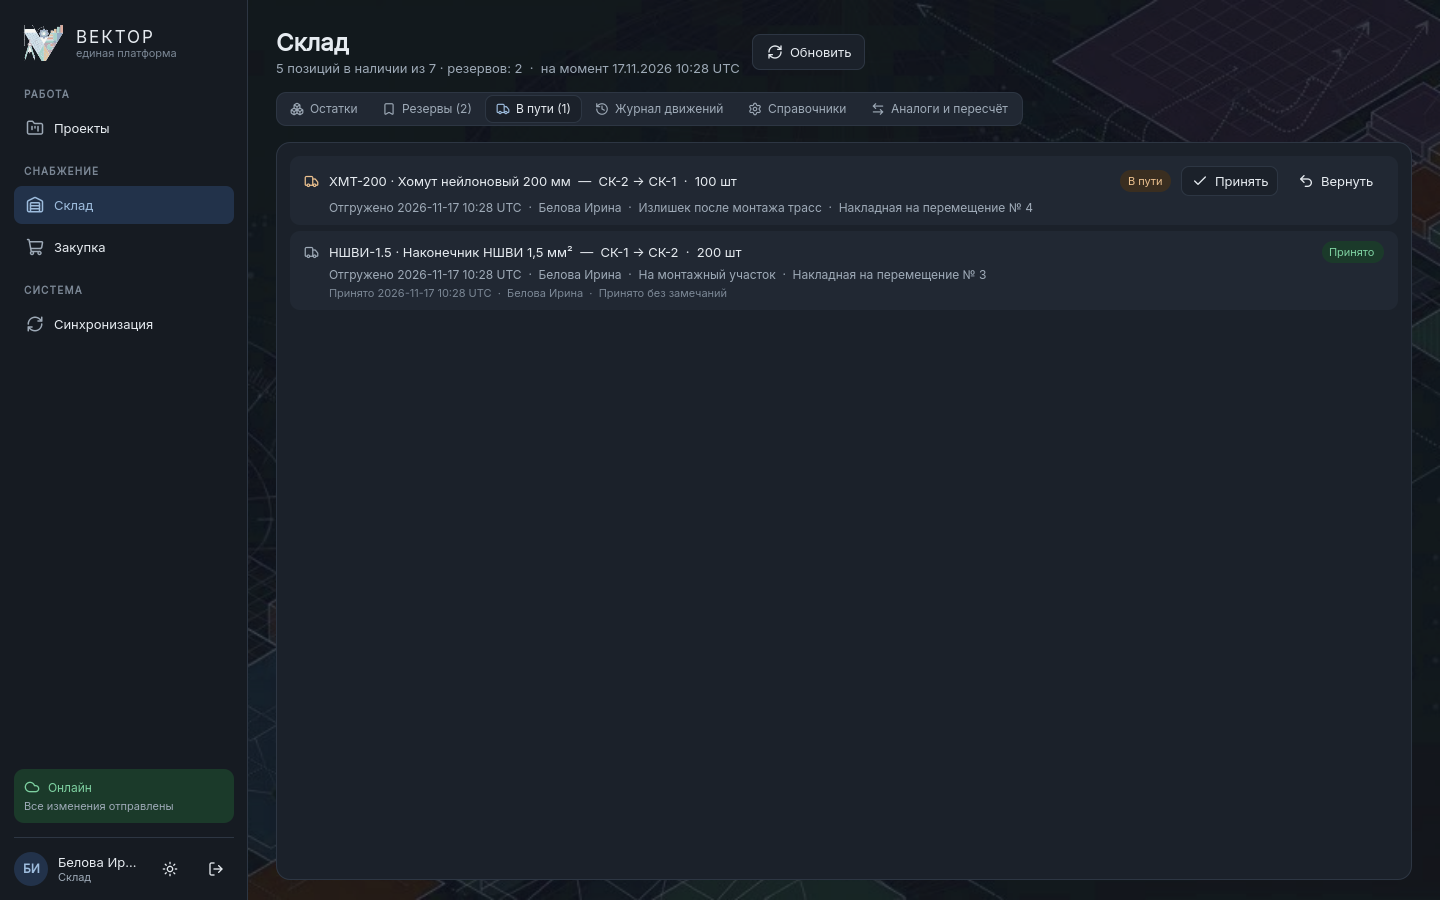 ВЕКТОР
единая платформа
РАБОТА
Проекты
СНАБЖЕНИЕ
Склад
Закупка
СИСТЕМА
Синхронизация
Онлайн
Все изменения отправлены
БИ
Белова Ир...
Склад
Склад
5 позиций в наличии из 7 · резервов: 2 · на момент 17.11.2026 10:28 UTC
Обновить
Остатки
Резервы (2)
В пути (1)
Журнал движений
Справочники
Аналоги и пересчёт
ХМТ-200 · Хомут нейлоновый 200 мм — СК-2 → СК-1 · 100 шт
В пути
Принять
Вернуть
Отгружено 2026-11-17 10:28 UTC · Белова Ирина · Излишек после монтажа трасс · Накладная на перемещение № 4
НШВИ-1.5 · Наконечник НШВИ 1,5 мм² — СК-1 → СК-2 · 200 шт
Принято
Отгружено 2026-11-17 10:28 UTC · Белова Ирина · На монтажный участок · Накладная на перемещение № 3
Принято 2026-11-17 10:28 UTC · Белова Ирина · Принято без замечаний